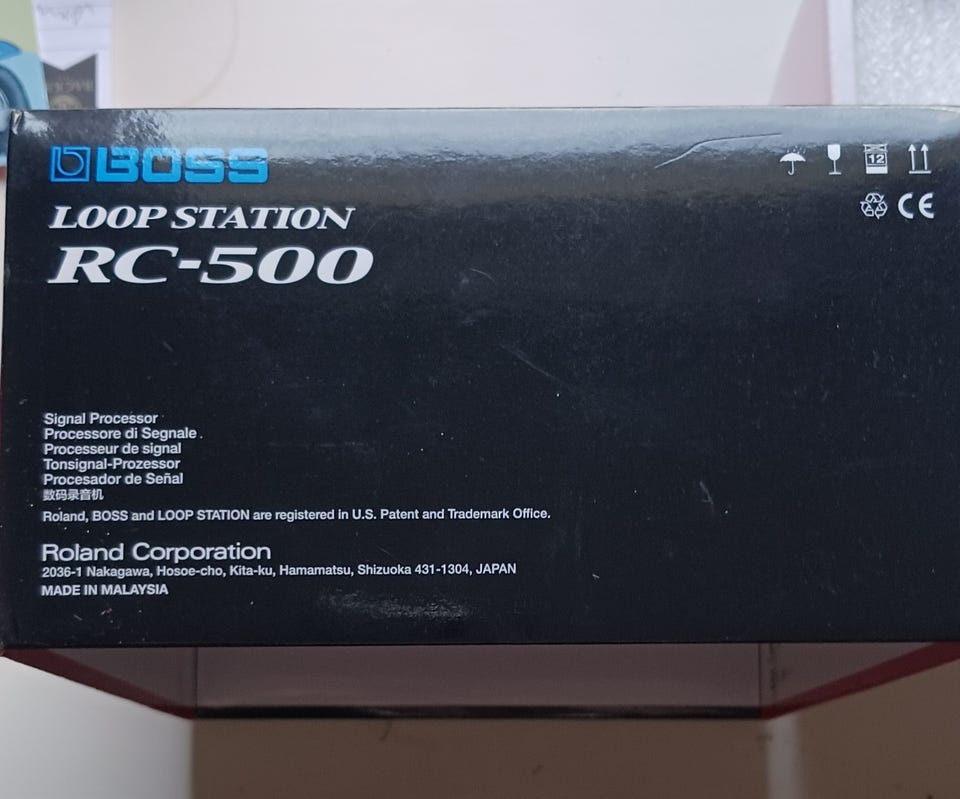 BOSS
LOOP STATION
RC-500
12
CE
Signal Processor
Processore di Segnale
Processeur de signal
Tonsignal-Prozessor
Procesador de Señal
数码录音机
Roland, BOSS and LOOP STATION are registered in U.S. Patent and Trademark Office.
Roland Corporation
2036-1 Nakagawa, Hosoe-cho, Kita-ku, Hamamatsu, Shizuoka 431-1304, JAPAN
MADE IN MALAYSIA